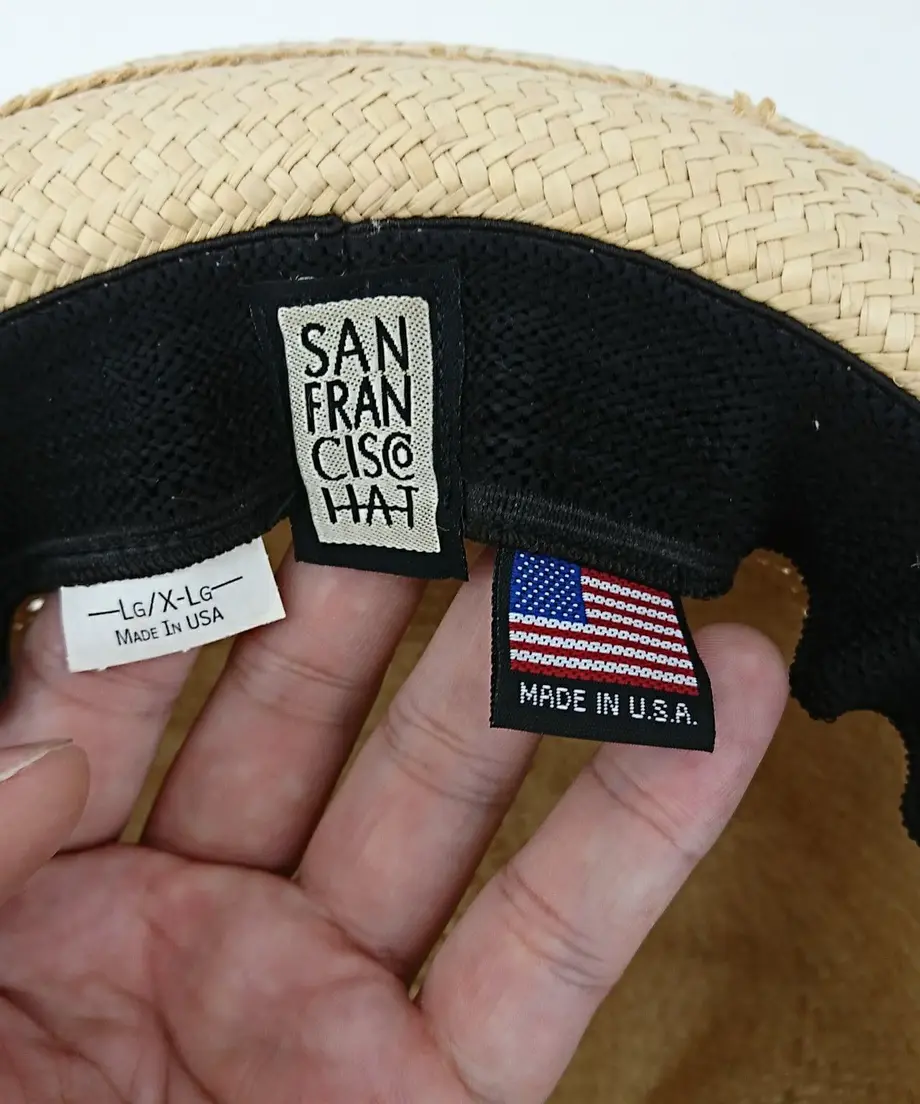 SAN
FRAN
CISCO
HAT
LG/X-LG
MADE IN USA
MADE IN U.S.A.